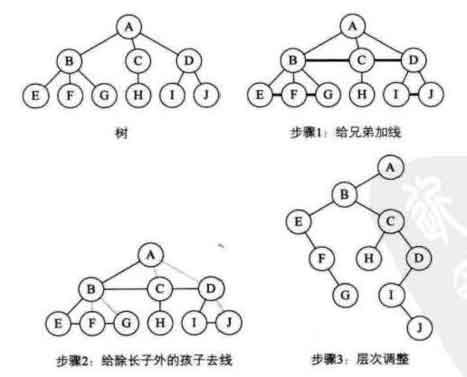 A
B C D
E F G H I J
树
A
B C D
E F G H I J
步骤1：给兄弟加线
A
B C D
E F G H I J
步骤2：给除长子外的孩子去线
A
B
E C
F H D
G I
J
步骤3：层次调整